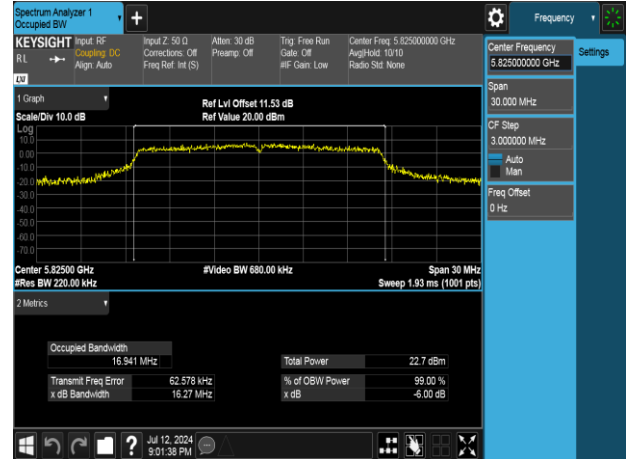 Spectrum Analyzer 1
Occupied BW
Frequency
KEYSIGHT
RL
LXI
Input: RF
Coupling: DC
Align: Auto
Input Z: 50 Ω
Corrections: Off
Freq Ref: Int (S)
Atten: 30 dB
Preamp: Off
Trig: Free Run
Gate: Off
#IF Gain: Low
Center Freq: 5.825000000 GHz
Avg|Hold: 10/10
Radio Std: None
Center Frequency
5.825000000 GHz
Settings
Span
30.000 MHz
CF Step
3.000000 MHz
Auto
Man
Freq Offset
0 Hz
1 Graph
Scale/Div 10.0 dB
Ref Lvl Offset 11.53 dB
Ref Value 20.00 dBm
Log
10.0
0.00
-10.0
-20.0
-30.0
-40.0
-50.0
-60.0
-70.0
Center 5.82500 GHz
#Res BW 220.00 kHz
#Video BW 680.00 kHz
Span 30 MHz
Sweep 1.93 ms (1001 pts)
2 Metrics
Occupied Bandwidth
16.941 MHz
Total Power 22.7 dBm
Transmit Freq Error 62.578 kHz
% of OBW Power 99.00 %
x dB Bandwidth 16.27 MHz
x dB -6.00 dB
?
Jul 12, 2024
9:01:38 PM